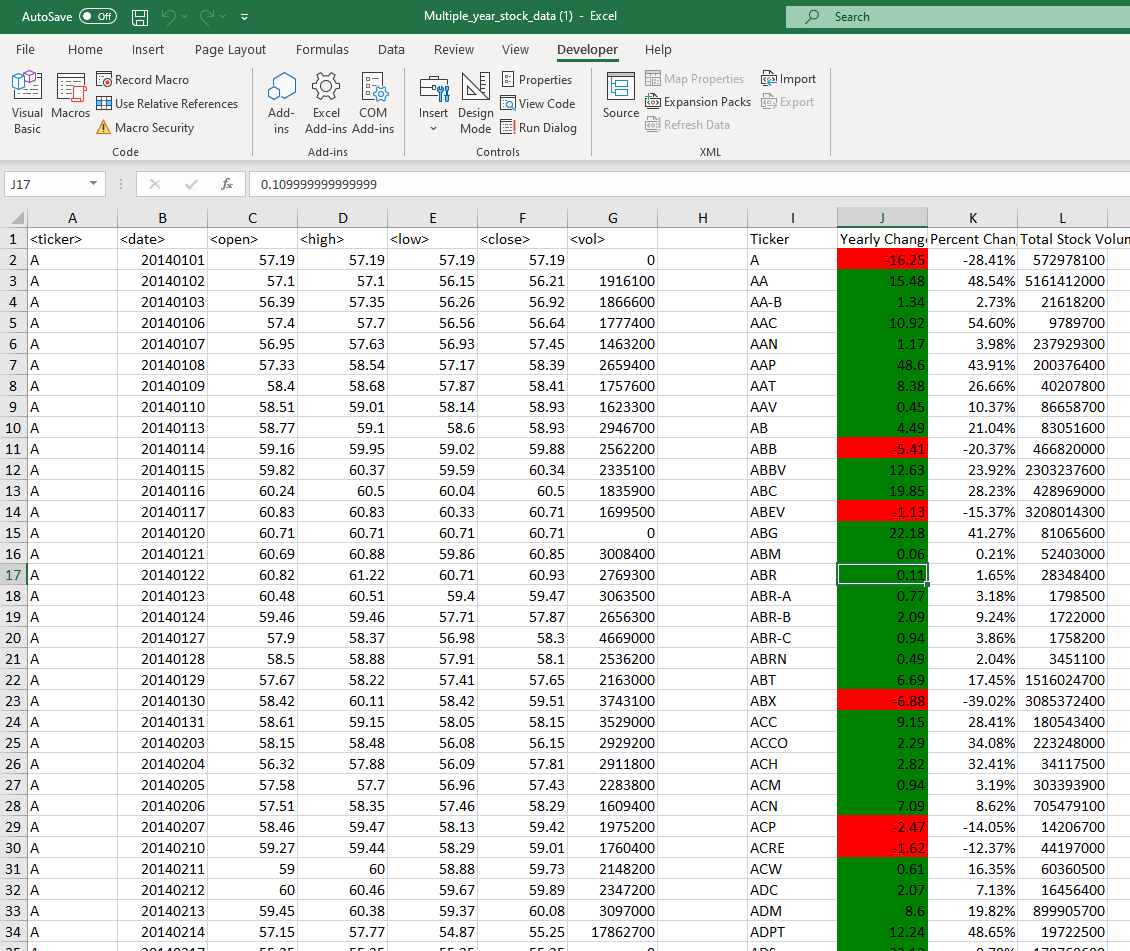 AutoSave Off Multiple_year_stock_data (1) - Excel Search
File Home Insert Page Layout Formulas Data Review View Developer Help
Visual Basic
Macros
Record Macro
Use Relative References
Macro Security
Code
Add-ins
Excel Add-ins
COM Add-ins
Add-ins
Insert
Design Mode
Properties
View Code
Run Dialog
Controls
Source
Map Properties
Expansion Packs
Refresh Data
Import
Export
XML
J17 fx 0.109999999999999
A B C D E F G H I J K L
1 <ticker> <date> <open> <high> <low> <close> <vol> Ticker Yearly Change Percent Chan Total Stock Volum
2 A 20140101 57.19 57.19 57.19 57.19 0 A -16.25 -28.41% 572978100
3 A 20140102 57.1 57.1 56.15 56.21 1916100 AA 15.48 48.54% 5161412000
4 A 20140103 56.39 57.35 56.26 56.92 1866600 AA-B 1.34 2.73% 21618200
5 A 20140106 57.4 57.7 56.56 56.64 1777400 AAC 10.92 54.60% 9789700
6 A 20140107 56.95 57.63 56.93 57.45 1463200 AAN 1.17 3.98% 237929300
7 A 20140108 57.33 58.54 57.17 58.39 2659400 AAP 48.6 43.91% 200376400
8 A 20140109 58.4 58.68 57.87 58.41 1757600 AAT 8.38 26.66% 40207800
9 A 20140110 58.51 59.01 58.14 58.93 1623300 AAV 0.45 10.37% 86658700
10 A 20140113 58.77 59.1 58.6 58.93 2946700 AB 4.49 21.04% 83051600
11 A 20140114 59.16 59.95 59.02 59.88 2562200 ABB -5.41 -20.37% 466820000
12 A 20140115 59.82 60.37 59.59 60.34 2335100 ABBV 12.63 23.92% 2303237600
13 A 20140116 60.24 60.5 60.04 60.5 1835900 ABC 19.85 28.23% 428969000
14 A 20140117 60.83 60.83 60.33 60.71 1699500 ABEV -1.13 -15.37% 3208014300
15 A 20140120 60.71 60.71 60.71 60.71 0 ABG 22.18 41.27% 81065600
16 A 20140121 60.69 60.88 59.86 60.85 3008400 ABM 0.06 0.21% 52403000
17 A 20140122 60.82 61.22 60.71 60.93 2769300 ABR 0.11 1.65% 28348400
18 A 20140123 60.48 60.51 59.4 59.47 3063500 ABR-A 0.77 3.18% 1798500
19 A 20140124 59.46 59.46 57.71 57.87 2656300 ABR-B 2.09 9.24% 1722000
20 A 20140127 57.9 58.37 56.98 58.3 4669000 ABR-C 0.94 3.86% 1758200
21 A 20140128 58.5 58.88 57.91 58.1 2536200 ABRN 0.49 2.04% 3451100
22 A 20140129 57.67 58.22 57.41 57.65 2163000 ABT 6.69 17.45% 1516024700
23 A 20140130 58.42 60.11 58.42 59.51 3743100 ABX -6.88 -39.02% 3085372400
24 A 20140131 58.61 59.15 58.05 58.15 3529000 ACC 9.15 28.41% 180543400
25 A 20140203 58.15 58.48 56.08 56.15 2929200 ACCO 2.29 34.08% 223248000
26 A 20140204 56.32 57.88 56.09 57.81 2911800 ACH 2.82 32.41% 34117500
27 A 20140205 57.58 57.7 56.96 57.43 2283800 ACM 0.94 3.19% 303393900
28 A 20140206 57.51 58.35 57.46 58.29 1609400 ACN 7.09 8.62% 705479100
29 A 20140207 58.46 59.47 58.13 59.42 1975200 ACP -2.47 -14.05% 14206700
30 A 20140210 59.27 59.44 58.29 59.01 1760400 ACRE -1.62 -12.37% 44197000
31 A 20140211 59 60 58.88 59.73 2148200 ACW 0.61 16.35% 60360500
32 A 20140212 60 60.46 59.67 59.89 2347200 ADC 2.07 7.13% 16456400
33 A 20140213 59.45 60.38 59.37 60.08 3097000 ADM 8.6 19.82% 899905700
34 A 20140214 57.15 57.77 54.87 55.25 17862700 ADPT 12.24 48.65% 19722500